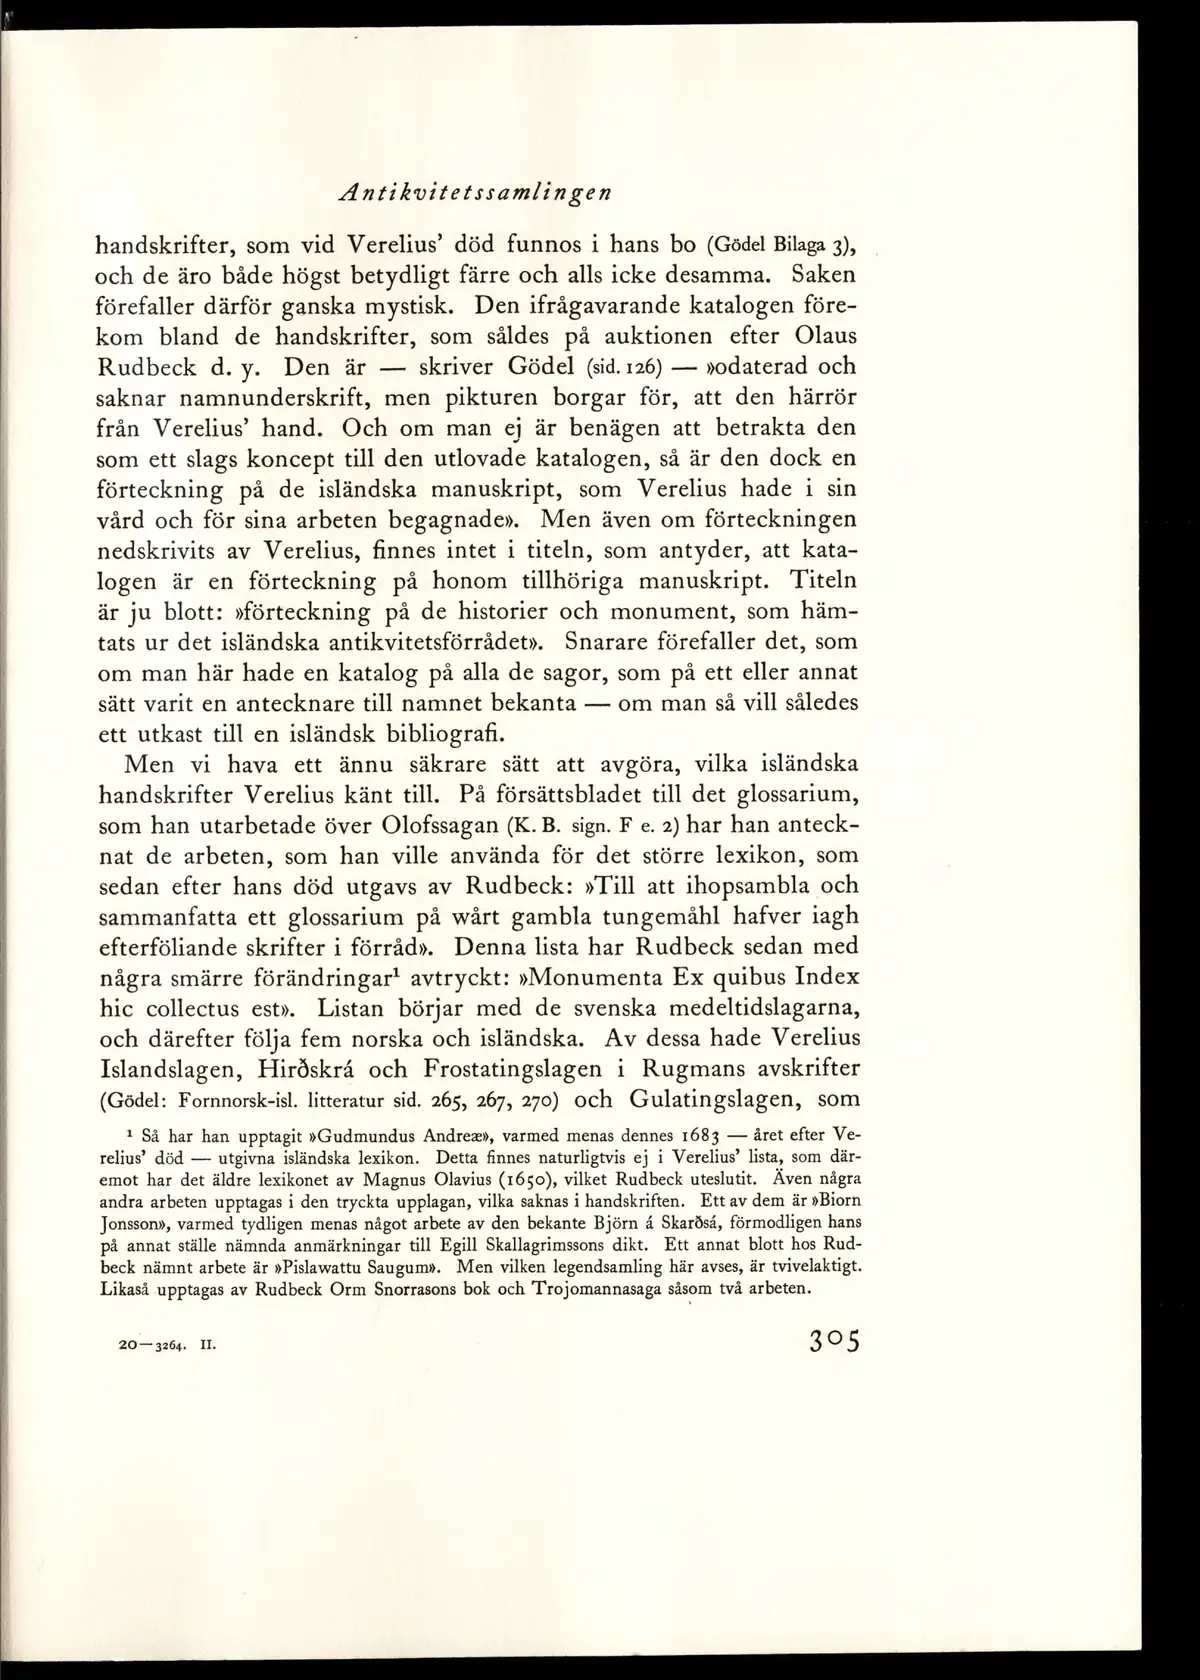 Antikvitetssamlingen
handskrifter, som vid Verelius’ död funnos i hans bo (Gödel Bilaga 3),
och de äro både högst betydligt färre och alls icke desamma. Saken
förefaller därför ganska mystisk. Den ifrågavarande katalogen före-
kom bland de handskrifter, som såldes på auktionen efter Olaus
Rudbeck d. y. Den är — skriver Gödel (sid. 126) — »odaterad och
saknar namnunderskrift, men pikturen borgar för, att den härrör
från Verelius’ hand. Och om man ej är benägen att betrakta den
som ett slags koncept till den utlovade katalogen, så är den dock en
förteckning på de isländska manuskript, som Verelius hade i sin
vård och för sina arbeten begagnade». Men även om förteckningen
nedskrivits av Verelius, finnes intet i titeln, som antyder, att kata-
logen är en förteckning på honom tillhöriga manuskript. Titeln
är ju blott: »förteckning på de historier och monument, som häm-
tats ur det isländska antikvitetsförrådet». Snarare förefaller det, som
om man här hade en katalog på alla de sagor, som på ett eller annat
sätt varit en antecknare till namnet bekanta — om man så vill således
ett utkast till en isländsk bibliografi.
Men vi hava ett ännu säkrare sätt att avgöra, vilka isländska
handskrifter Verelius känt till. På försättsbladet till det glossarium,
som han utarbetade över Olofssagan (K. B. sign. F e. 2) har han anteck-
nat de arbeten, som han ville använda för det större lexikon, som
sedan efter hans död utgavs av Rudbeck: »Till att ihopsambla och
sammanfatta ett glossarium på wårt gambla tungemåhl hafver iagh
efterföliande skrifter i förråd». Denna lista har Rudbeck sedan med
några smärre förändringar¹ avtryckt: »Monumenta Ex quibus Index
hic collectus est». Listan börjar med de svenska medeltidslagarna,
och därefter följa fem norska och isländska. Av dessa hade Verelius
Islandslagen, Hirðskrá och Frostatingslagen i Rugmans avskrifter
(Gödel: Fornnorsk-isl. litteratur sid. 265, 267, 270) och Gulatingslagen, som
¹ Så har han upptagit »Gudmundus Andreæ», varmed menas dennes 1683 — året efter Ve-
relius’ död — utgivna isländska lexikon. Detta finnes naturligtvis ej i Verelius’ lista, som där-
emot har det äldre lexikonet av Magnus Olavius (1650), vilket Rudbeck uteslutit. Även några
andra arbeten upptagas i den tryckta upplagan, vilka saknas i handskriften. Ett av dem är »Biorn
Jonsson», varmed tydligen menas något arbete av den bekante Björn á Skarðsá, förmodligen hans
på annat ställe nämnda anmärkningar till Egill Skallagrimssons dikt. Ett annat blott hos Rud-
beck nämnt arbete är »Pislawattu Saugum». Men vilken legendsamling här avses, är tvivelaktigt.
Likaså upptagas av Rudbeck Orm Snorrasons bok och Trojomannasaga såsom två arbeten.
20—3264. II.
305